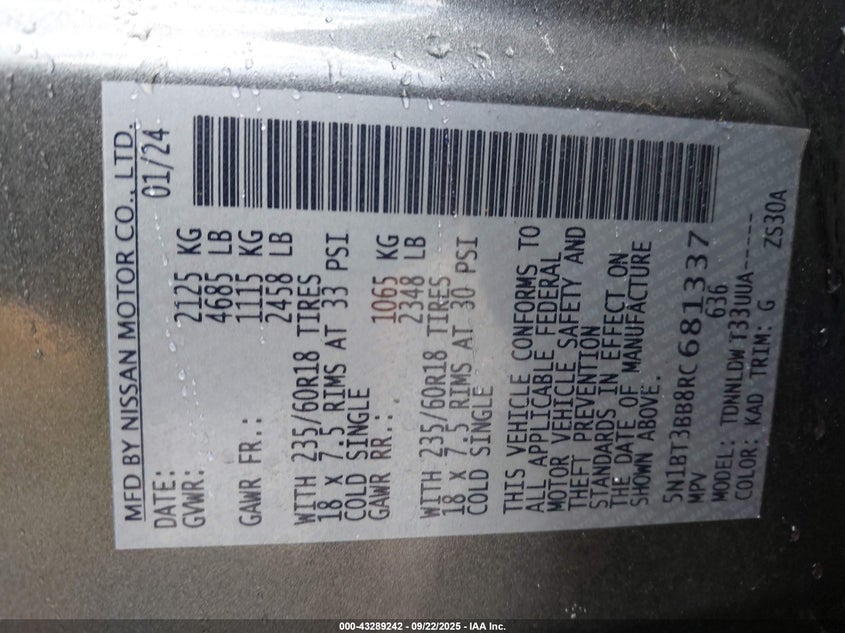 MFD BY NISSAN MOTOR CO., LTD.
DATE: 01/24
GVWR: 2125 KG
4685 LB
GAWR FR.: 1115 KG
2458 LB
WITH 235/60R18 TIRES
18 X 7.5 RIMS AT 33 PSI
COLD SINGLE
GAWR RR.: 1065 KG
2348 LB
WITH 235/60R18 TIRES
18 X 7.5 RIMS AT 30 PSI
COLD SINGLE
THIS VEHICLE CONFORMS TO
ALL APPLICABLE FEDERAL
MOTOR VEHICLE SAFETY AND
THEFT PREVENTION
STANDARDS IN EFFECT ON
THE DATE OF MANUFACTURE
SHOWN ABOVE.
5N1BT3BB8RC681337
MPV 636
MODEL: TDNNLDWT33UUA-----
COLOR: KAD TRIM: G ZS30A
000-43289242 - 09/22/2025 - IAA Inc.